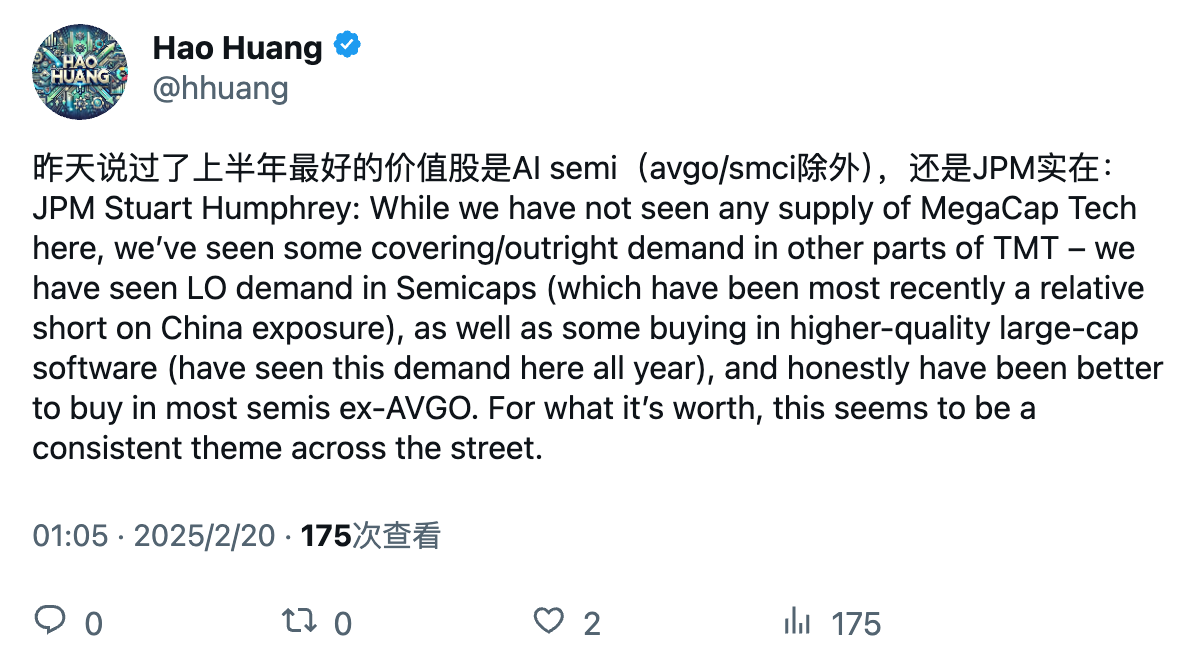 HAO
HUANG
Hao Huang
@hhuang
昨天说过了上半年最好的价值股是AI semi（avgo/smci除外），还是JPM实在：
JPM Stuart Humphrey: While we have not seen any supply of MegaCap Tech
here, we’ve seen some covering/outright demand in other parts of TMT – we
have seen LO demand in Semicaps (which have been most recently a relative
short on China exposure), as well as some buying in higher-quality large-cap
software (have seen this demand here all year), and honestly have been better
to buy in most semis ex-AVGO. For what it’s worth, this seems to be a
consistent theme across the street.
01:05 · 2025/2/20 · 175次查看
0 0 2 175